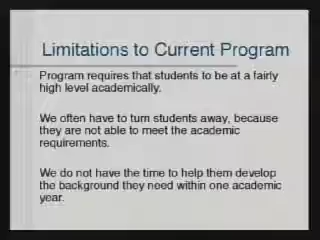 Limitations to Current Program
Program requires that students to be at a fairly
high level academically.
We often have to turn students away, because
they are not able to meet the academic
requirements.
We do not have the time to help them develop
the background they need within one academic
year.